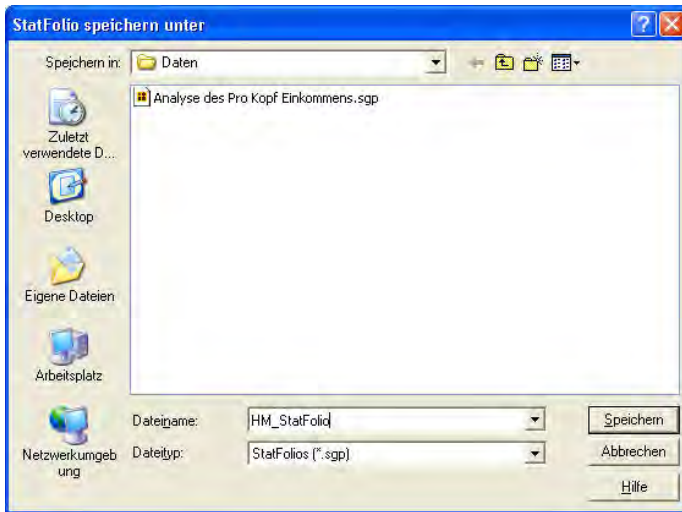 StatFolio speichern unter
Speichern in:
Daten
Analyse des Pro Kopf Einkommens.sgp
Zuletzt
verwendete D...
Desktop
Eigene Dateien
Arbeitsplatz
Netzwerkumgeb
ung
Dateiname:
HM_StatFolio
Speichern
Dateityp:
StatFolios (*.sgp)
Abbrechen
Hilfe